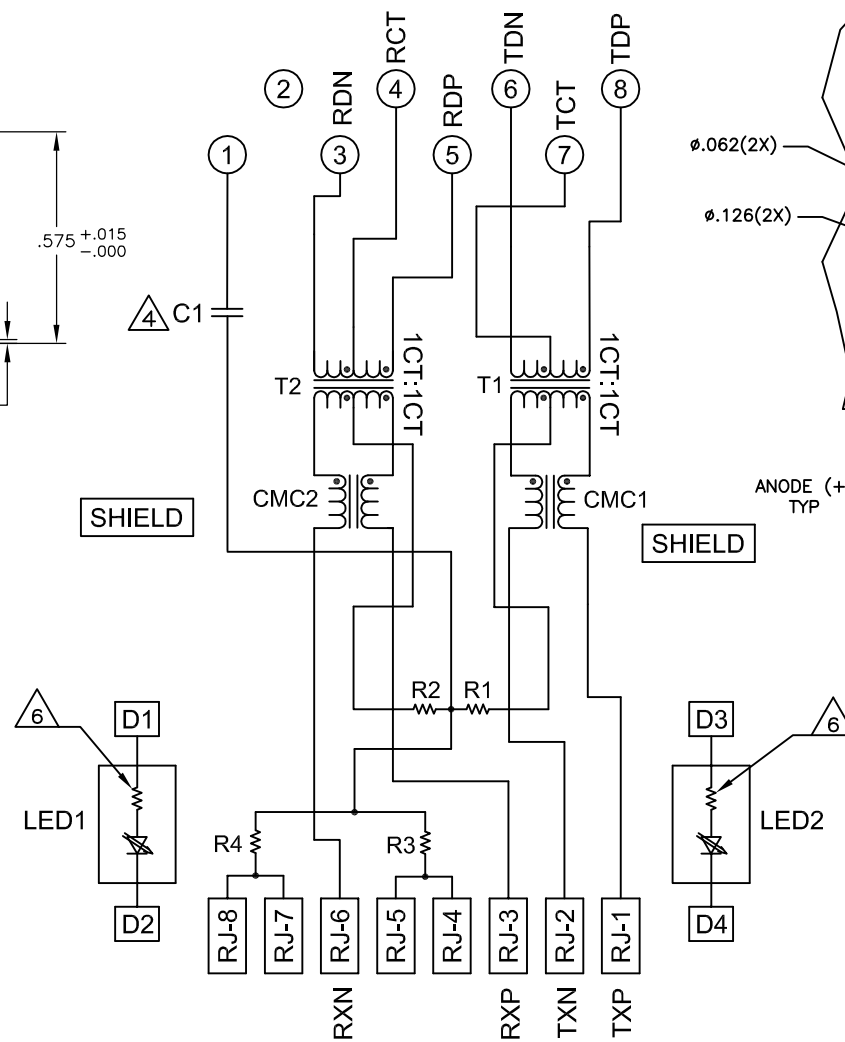 RCT
TDN
TDP
2
RDN
4
RDP
6
TCT
8
1
3
5
7
ø.062(2X)
ø.126(2X)
.575 +.015
-.000
4
C1
T2
1CT:1CT
T1
1CT:1CT
CMC2
CMC1
ANODE (+
TYP
SHIELD
SHIELD
R2
R1
6
D1
D3
6
LED1
LED2
R4
R3
D2
D4
RJ-8
RJ-7
RJ-6
RJ-5
RJ-4
RJ-3
RJ-2
RJ-1
RXN
RXP
TXN
TXP